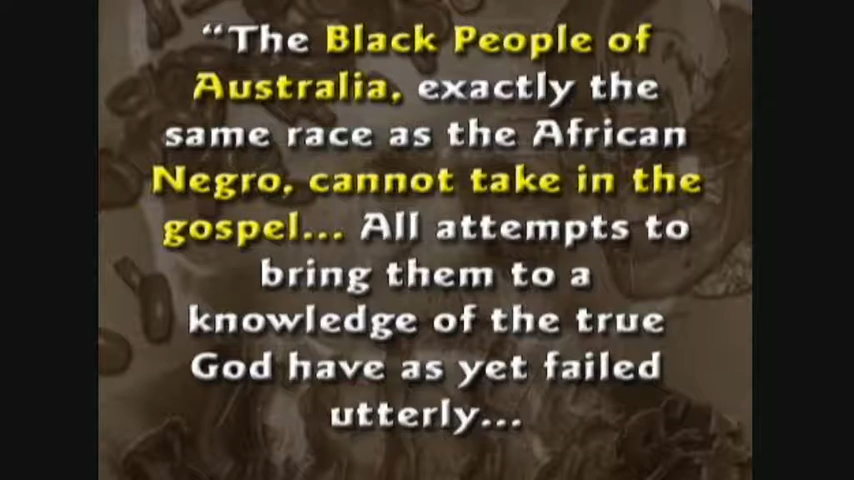 “The Black People of
Australia, exactly the
same race as the African
Negro, cannot take in the
gospel... All attempts to
bring them to a
knowledge of the true
God have as yet failed
utterly...